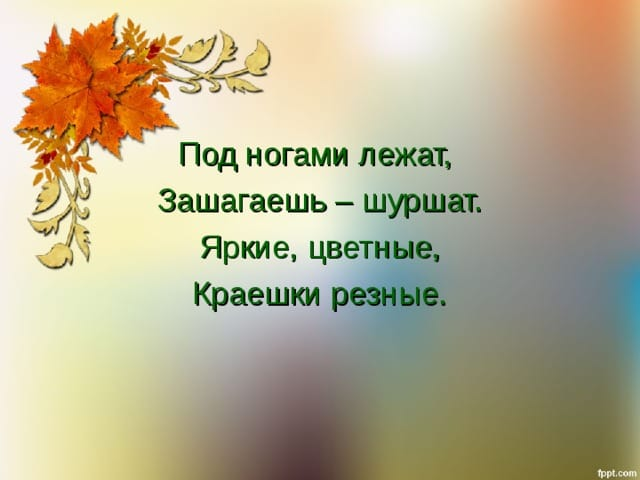 Под ногами лежат,
Зашагаешь – шуршат.
Яркие, цветные,
Краешки резные.
fppt.com